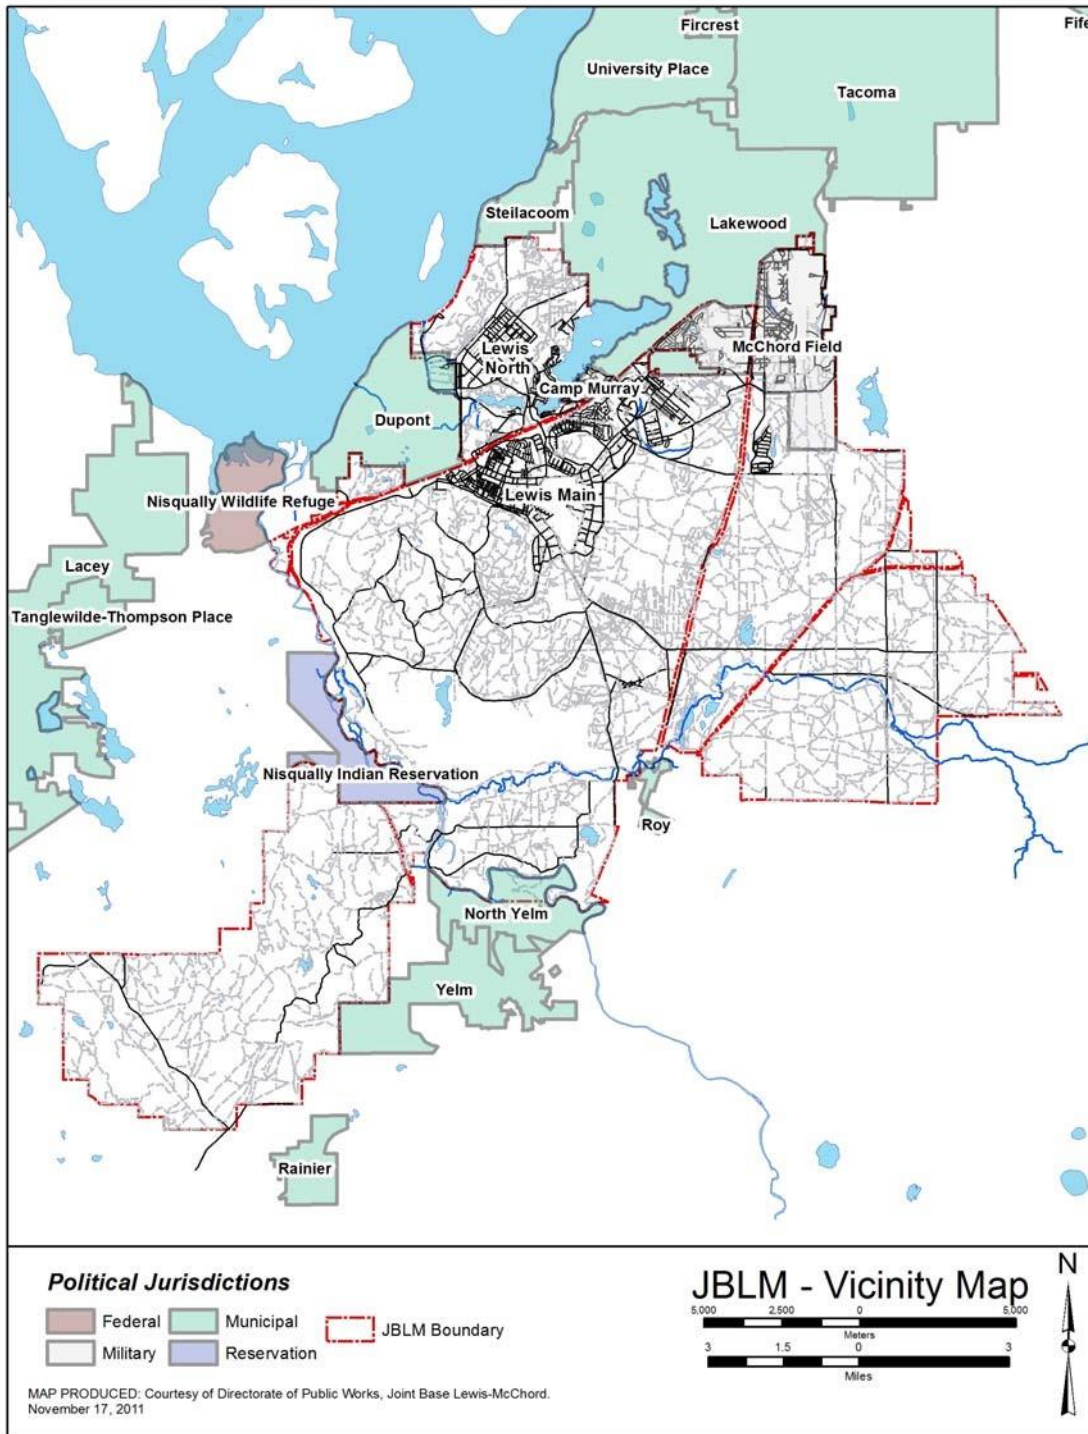 Fircrest
Fife
University Place
Tacoma
Steilacoom
Lakewood
Lewis
North
McChord Field
Camp Murray
Dupont
Lewis Main
Nisqually Wildlife Refuge
Lacey
Tanglewilde-Thompson Place
Nisqually Indian Reservation
Roy
North Yelm
Yelm
Rainier
Political Jurisdictions
Federal
Municipal
JBLM Boundary
Military
Reservation
MAP PRODUCED: Courtesy of Directorate of Public Works, Joint Base Lewis-McChord.
November 17, 2011
JBLM - Vicinity Map
5,000 2,500 0 5,000
Meters
3 1.5 0 3
Miles
N